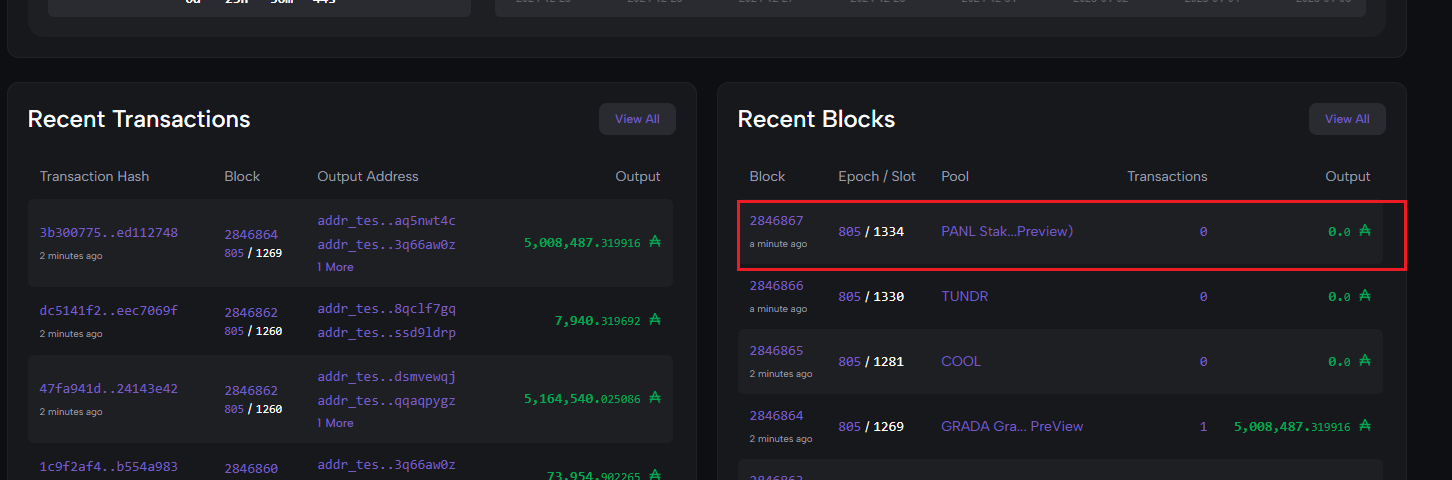 Recent Transactions
View All
Transaction Hash Block Output Address Output
3b300775..ed112748
2 minutes ago
2846864
805 / 1269
addr_tes..aq5nwt4c
addr_tes..3q66aw0z
1 More
5,008,487.319916 ₳
dc5141f2..eec7069f
2 minutes ago
2846862
805 / 1260
addr_tes..8qclf7gq
addr_tes..ssd9ldrp
7,940.319692 ₳
47fa941d..24143e42
2 minutes ago
2846862
805 / 1260
addr_tes..dsmvewqj
addr_tes..qqaqpygz
1 More
5,164,540.025086 ₳
1c9f2af4..b554a983
2846860
addr_tes..3q66aw0z
73,954.902265 ₳
Recent Blocks
View All
Block Epoch / Slot Pool Transactions Output
2846867
a minute ago
805 / 1334
PANL Stak...Preview)
0
0.0 ₳
2846866
a minute ago
805 / 1330
TUNDR
0
0.0 ₳
2846865
2 minutes ago
805 / 1281
COOL
0
0.0 ₳
2846864
2 minutes ago
805 / 1269
GRADA Gra... PreView
1
5,008,487.319916 ₳